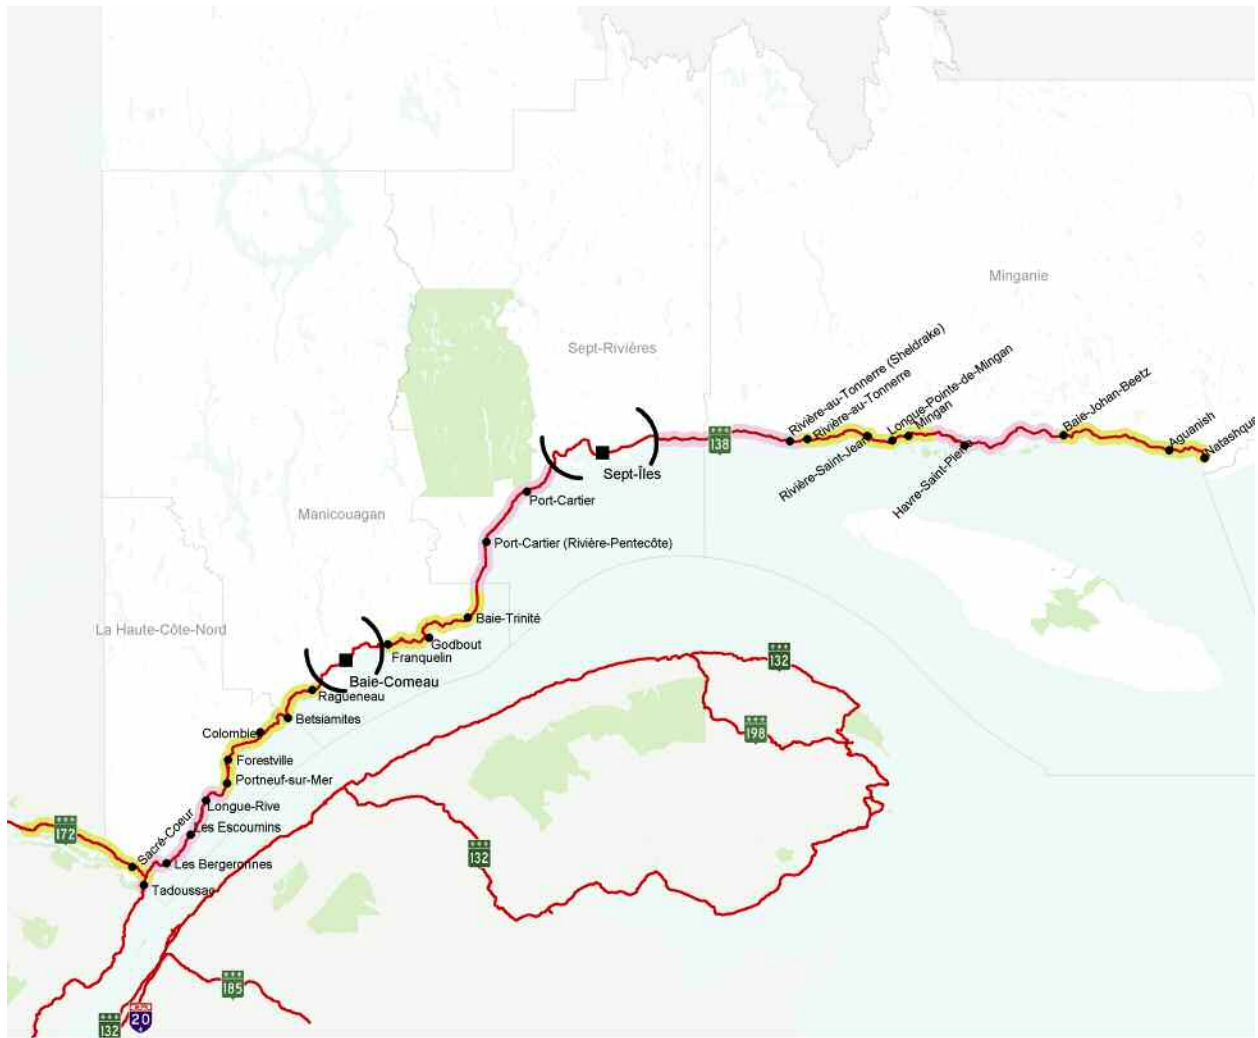 Minganie
Sept-Rivières
Rivière-au-Tonnerre (Sheldrake)
Rivière-au-Tonnerre
Longue-Pointe-de-Mingan
Mingan
Baie-Johan-Beetz
Aguanish
Natashqua
138
Rivière-Saint-Jean
Havre-Saint-Pierre
Sept-Îles
Port-Cartier
Manicouagan
Port-Cartier (Rivière-Pentecôte)
La Haute-Côte-Nord
Baie-Trinité
Godbout
Franquelin
Baie-Comeau
Ragueneau
132
198
Betsiamites
Colombier
Forestville
Portneuf-sur-Mer
Longue-Rive
172
Sacré-Coeur
Les Escoumins
132
Les Bergeronnes
Tadoussac
185
132
20